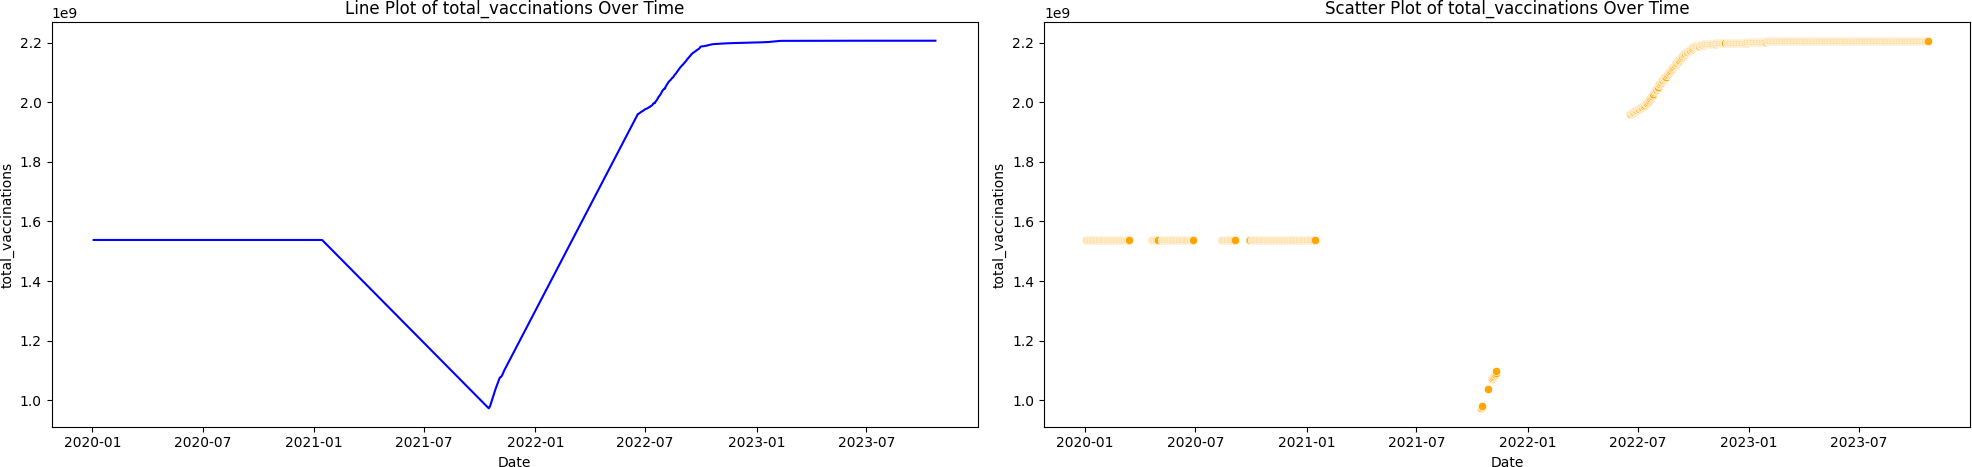 Line Plot of total_vaccinations Over Time
1e9
2.2
2.0
1.8
1.6
1.4
1.2
1.0
total_vaccinations
2020-01 2020-07 2021-01 2021-07 2022-01 2022-07 2023-01 2023-07
Date
Scatter Plot of total_vaccinations Over Time
1e9
2.2
2.0
1.8
1.6
1.4
1.2
1.0
total_vaccinations
2020-01 2020-07 2021-01 2021-07 2022-01 2022-07 2023-01 2023-07
Date